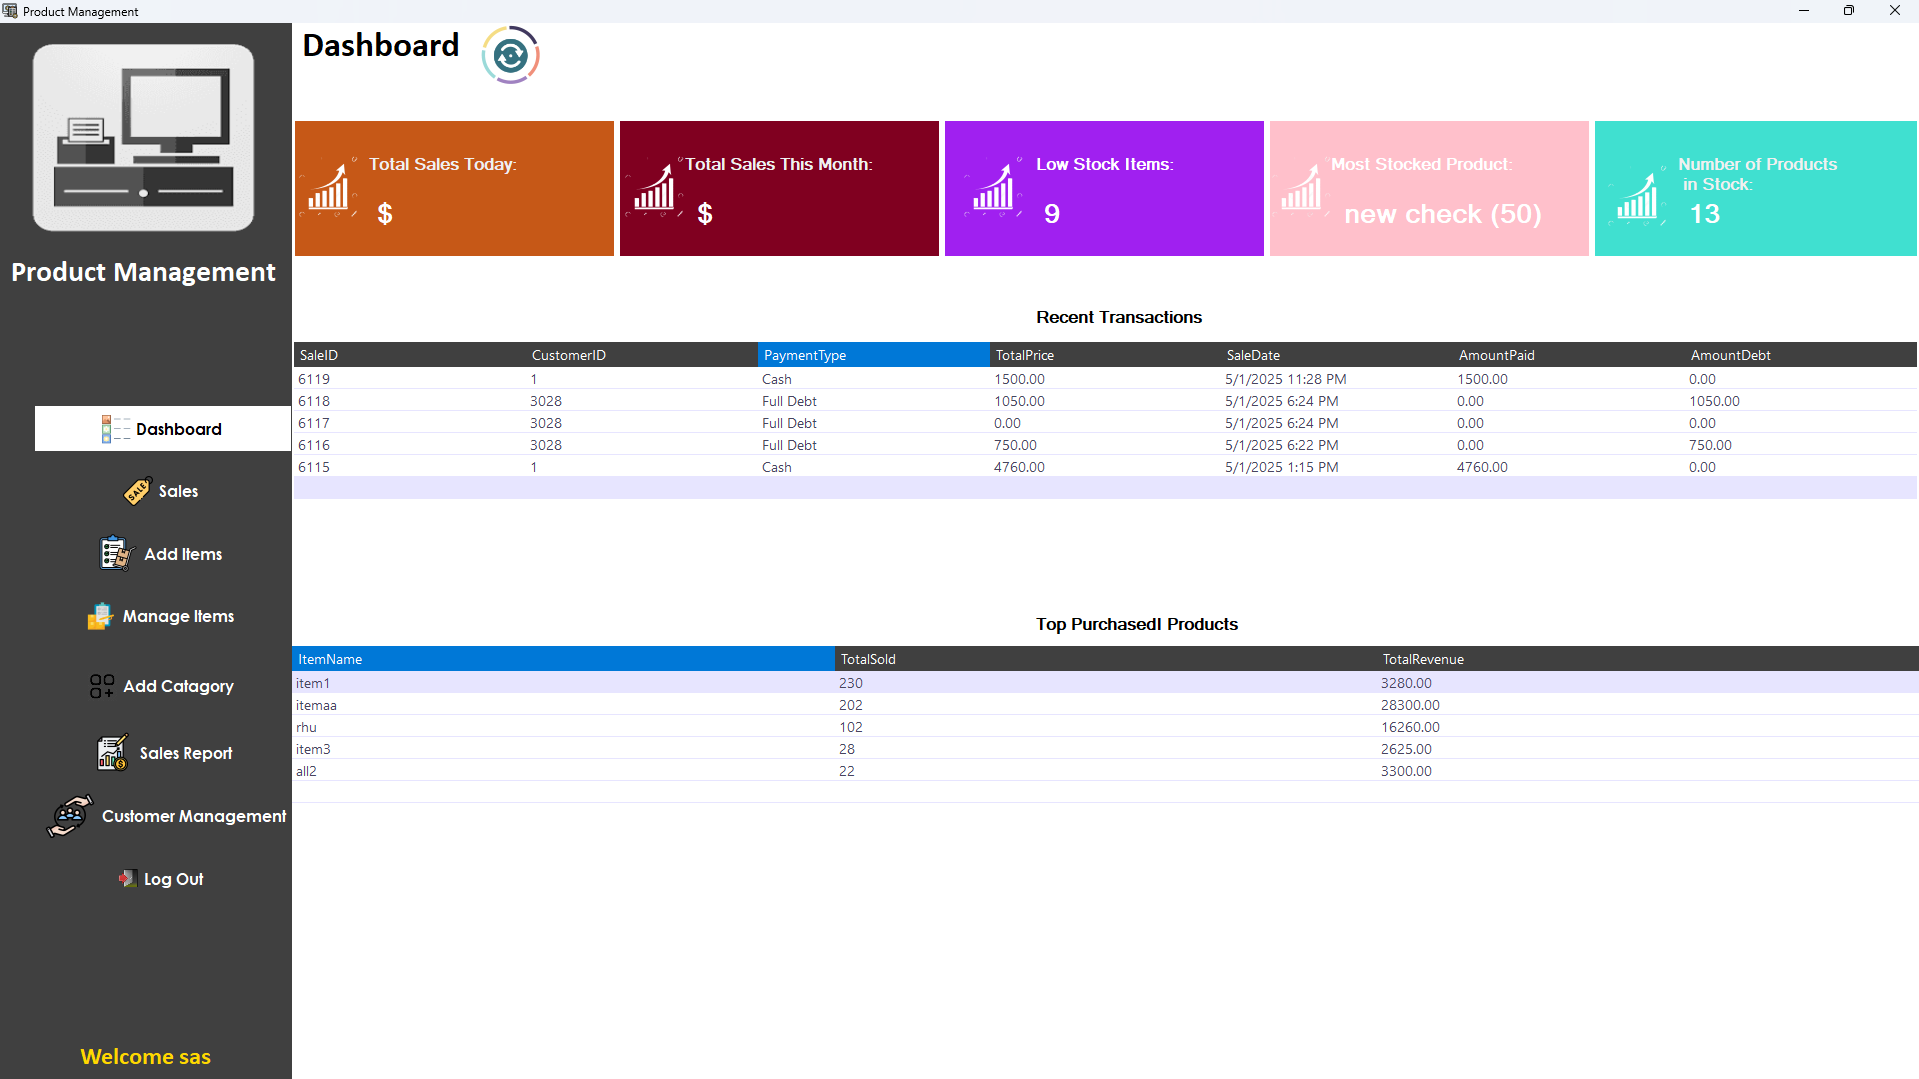 Product Management
Dashboard
Product Management
Total Sales Today:
$
Total Sales This Month:
$
Low Stock Items:
9
Most Stocked Product:
new check (50)
Number of Products
in Stock:
13
Recent Transactions
SaleID CustomerID PaymentType TotalPrice SaleDate AmountPaid AmountDebt
6119 1 Cash 1500.00 5/1/2025 11:28 PM 1500.00 0.00
6118 3028 Full Debt 1050.00 5/1/2025 6:24 PM 0.00 1050.00
6117 3028 Full Debt 0.00 5/1/2025 6:24 PM 0.00 0.00
6116 3028 Full Debt 750.00 5/1/2025 6:22 PM 0.00 750.00
6115 1 Cash 4760.00 5/1/2025 1:15 PM 4760.00 0.00
Dashboard
SALE
Sales
Add Items
Manage Items
Add Catagory
Sales Report
Customer Management
Log Out
Welcome sas
Top Purchasedl Products
ItemName TotalSold TotalRevenue
item1 230 3280.00
itemaa 202 28300.00
rhu 102 16260.00
item3 28 2625.00
all2 22 3300.00